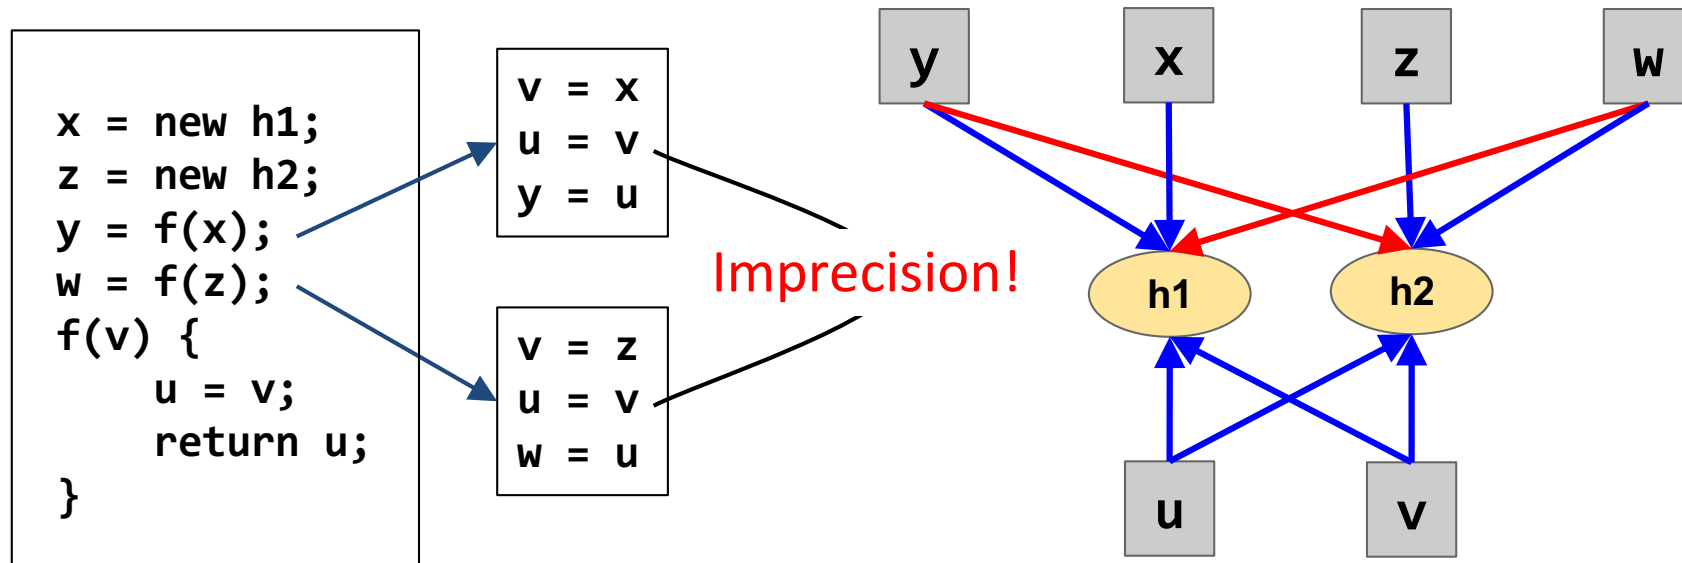 x = new h1;
z = new h2;
y = f(x);
w = f(z);
f(v) {
    u = v;
    return u;
}
v = x
u = v
y = u
v = z
u = v
w = u
Imprecision!
y x z w
h1 h2
u v